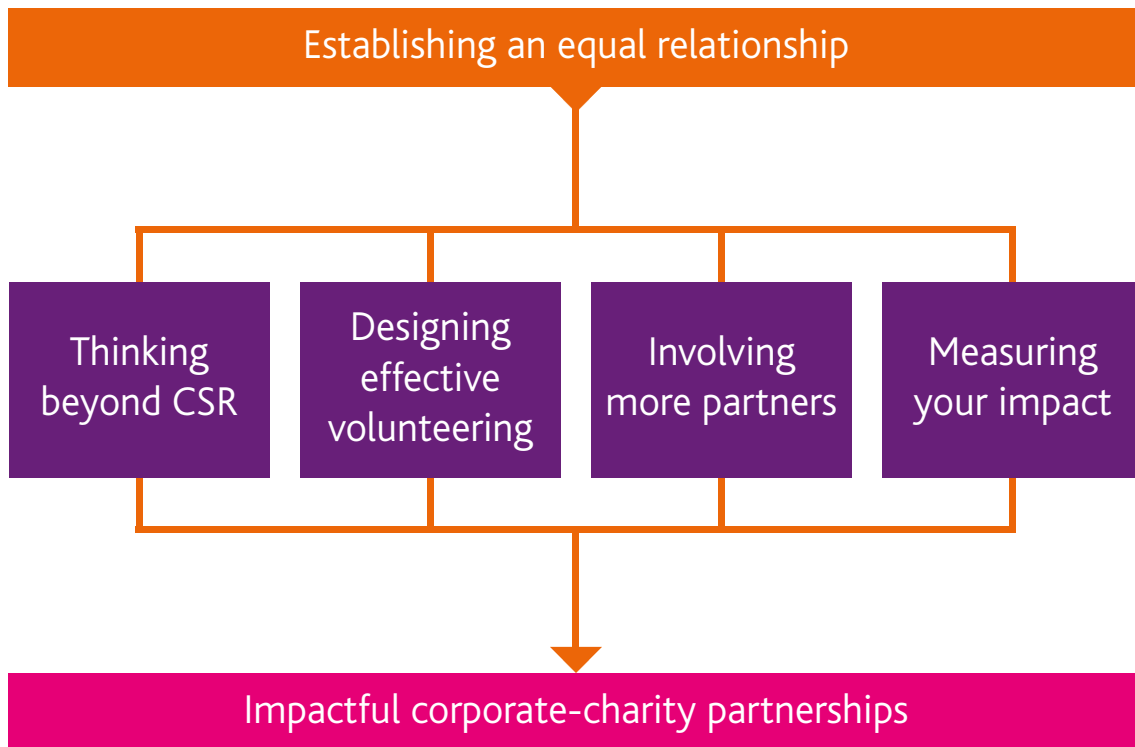 Establishing an equal relationship
Thinking
beyond CSR
Designing
effective
volunteering
Involving
more partners
Measuring
your impact
Impactful corporate-charity partnerships